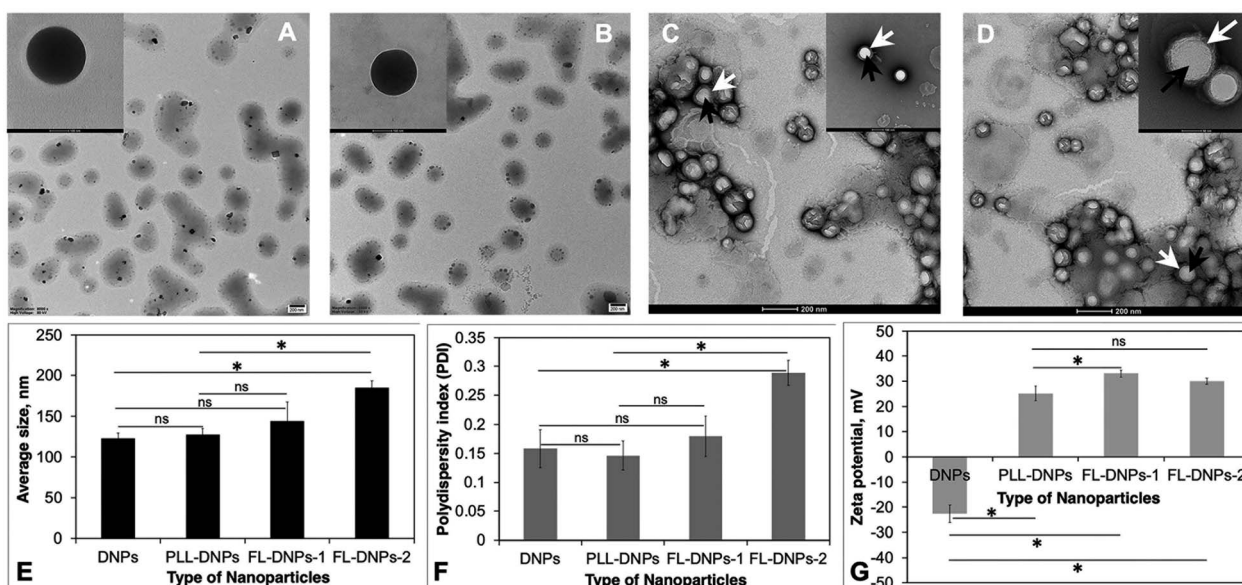 A
B
C
D
200 nm
200 nm
200 nm
200 nm
Average size, nm
250
200
150
100
50
0
*
*
ns
ns
ns
DNPs
PLL-DNPs
FL-DNPs-1
FL-DNPs-2
Type of Nanoparticles
E
Polydispersity index (PDI)
0.35
0.3
0.25
0.2
0.15
0.1
0.05
0
*
*
ns
ns
ns
DNPs
PLL-DNPs
FL-DNPs-1
FL-DNPs-2
Type of Nanoparticles
F
Zeta potential, mV
50
40
30
20
10
0
-10
-20
-30
-40
-50
ns
*
DNPs
PLL-DNPs
FL-DNPs-1
FL-DNPs-2
Type of Nanoparticles
*
*
*
G